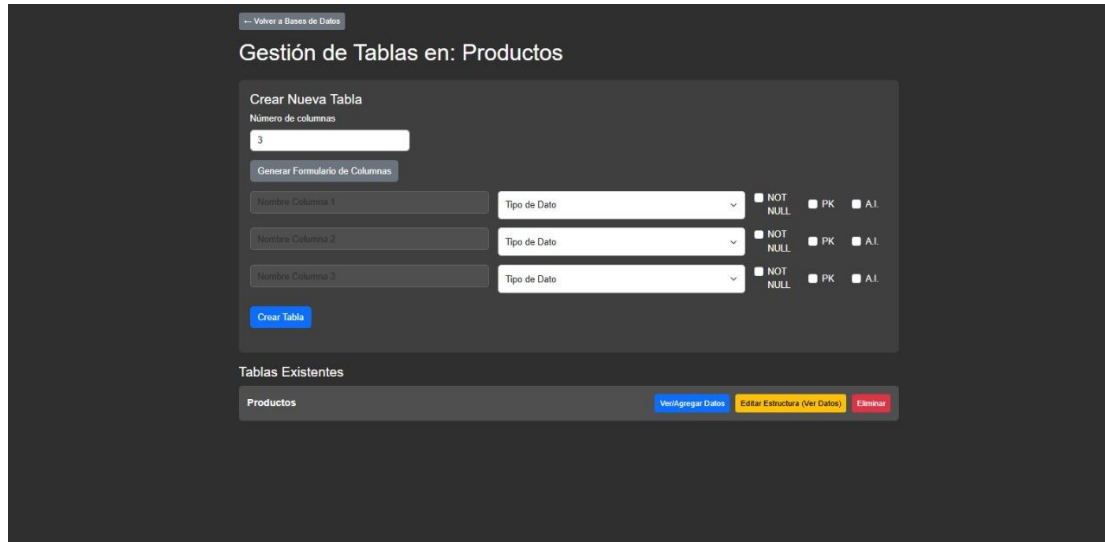 ← Volver a Bases de Datos
Gestión de Tablas en: Productos
Crear Nueva Tabla
Número de columnas
3
Generar Formulario de Columnas
Nombre Columna 1 Tipo de Dato NOT NULL PK A.I.
Nombre Columna 2 Tipo de Dato NOT NULL PK A.I.
Nombre Columna 3 Tipo de Dato NOT NULL PK A.I.
Crear Tabla
Tablas Existentes
Productos Ver/Agregar Datos Editar Estructura (Ver Datos) Eliminar